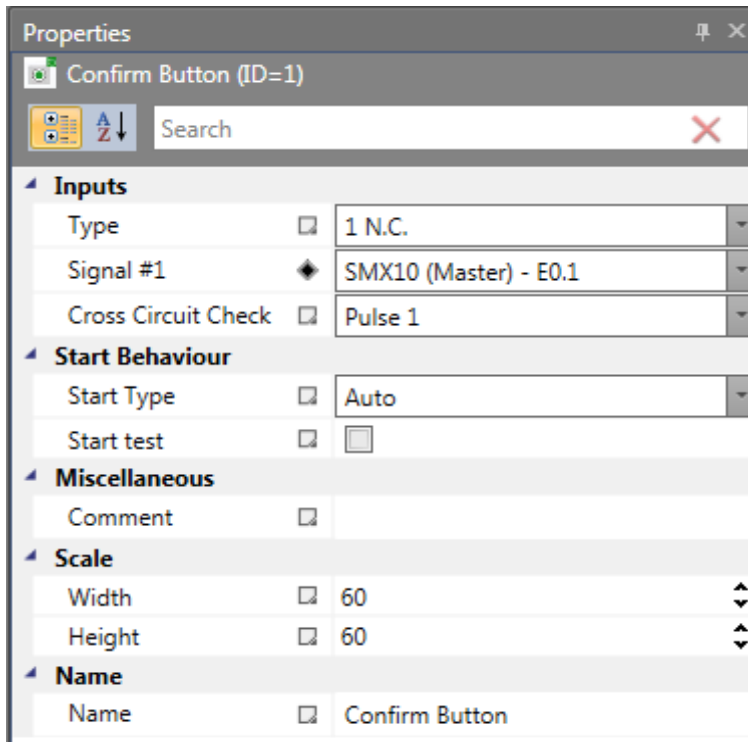 Properties
Confirm Button (ID=1)
A Z Search
Inputs
Type 1 N.C.
Signal #1 SMX10 (Master) - E0.1
Cross Circuit Check Pulse 1
Start Behaviour
Start Type Auto
Start test
Miscellaneous
Comment
Scale
Width 60
Height 60
Name
Name Confirm Button